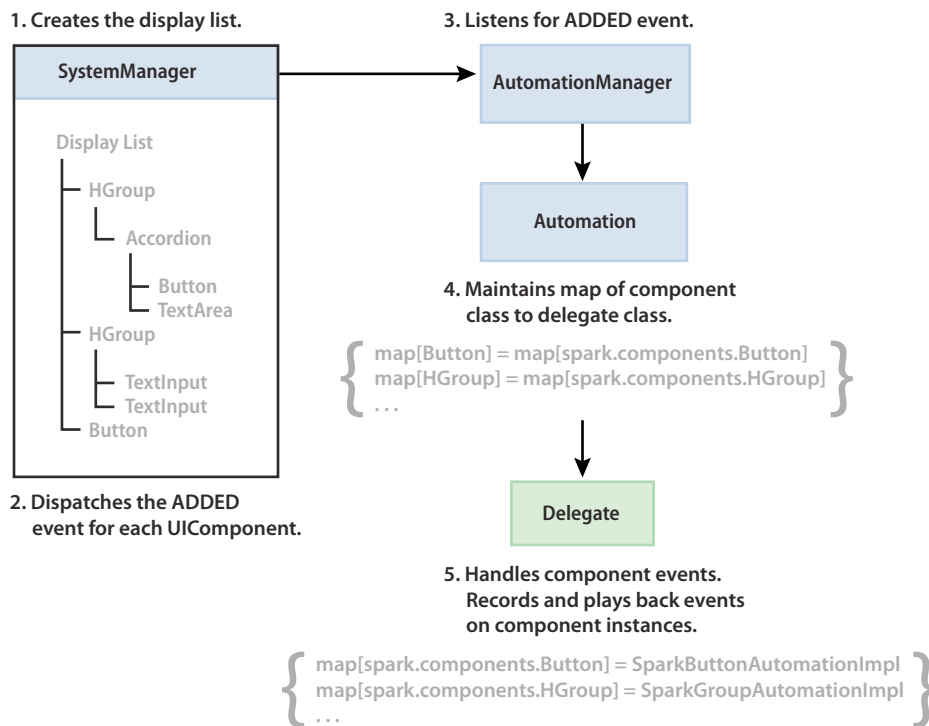 1. Creates the display list.
SystemManager
Display List
HGroup
Accordion
Button
TextArea
HGroup
TextInput
TextInput
Button
2. Dispatches the ADDED
event for each UIComponent.
3. Listens for ADDED event.
AutomationManager
Automation
4. Maintains map of component
class to delegate class.
{ map[Button] = map[spark.components.Button] }
map[HGroup] = map[spark.components.HGroup]
. . .
Delegate
5. Handles component events.
Records and plays back events
on component instances.
{ map[spark.components.Button] = SparkButtonAutomationImpl }
map[spark.components.HGroup] = SparkGroupAutomationImpl
. . .